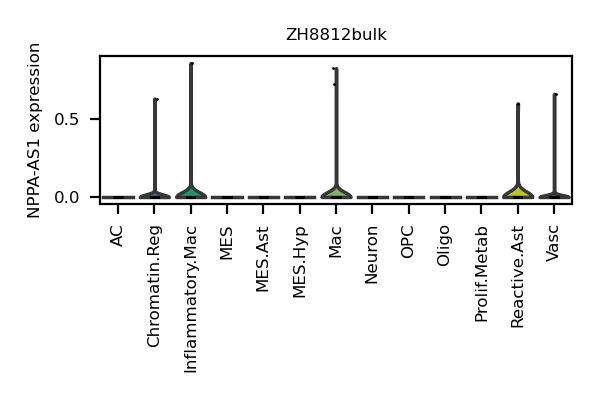 ZH8812bulk
NPPA-AS1 expression
0.5
0.0
AC
Chromatin.Reg
Inflammatory.Mac
MES
MES.Ast
MES.Hyp
Mac
Neuron
OPC
Oligo
Prolif.Metab
Reactive.Ast
Vasc